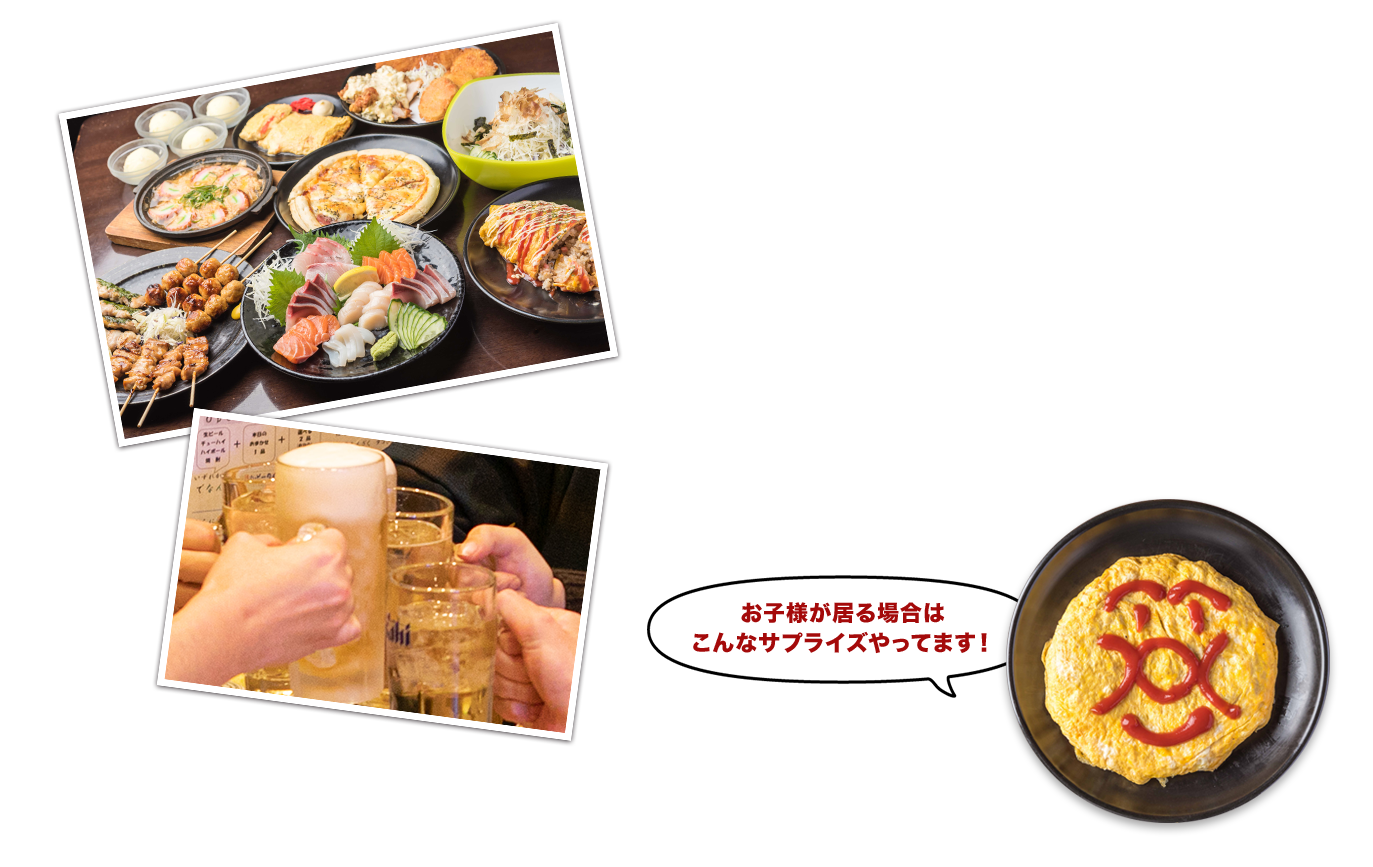 生ビール
チューハイ
ハイボール
焼酎
+
本日の
おまかせ
1品
+
お子様が居る場合は
こんなサプライズやってます!